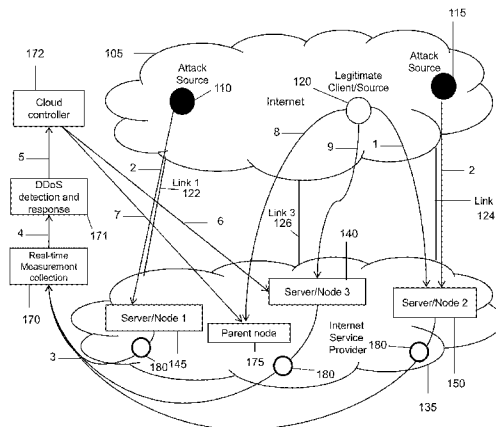 172
105
115
Attack
Source
110
Legitimate
Client/Source
120
Attack
Source
Internet
Cloud
controller
5
8
9
1
2
2
Link 1
122
7
6
Link 3
126
140
Link
124
DDoS
detection and
response
171
4
Real-time
Measurement
collection
170
Server/Node 3
Server/Node 1
Parent node
Server/Node 2
Internet
Service
Provider
3
180
145
175
180
180
150
135